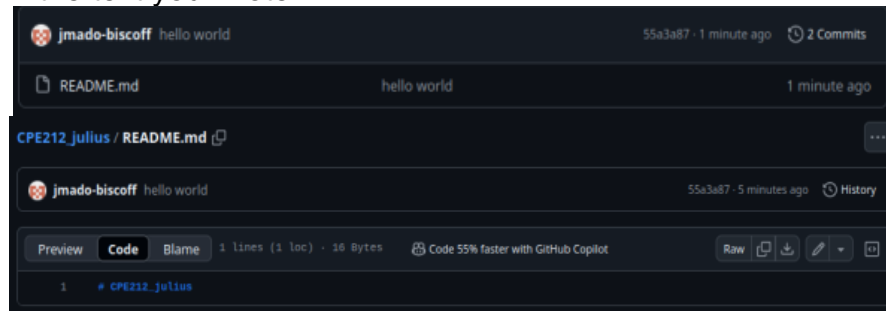 jmado-biscoff hello world 55a3a87 · 1 minute ago 2 Commits
README.md hello world 1 minute ago
CPE212_julius / README.md
jmado-biscoff hello world 55a3a87 · 5 minutes ago History
Preview Code Blame 1 lines (1 loc) · 16 Bytes Code 55% faster with GitHub Copilot Raw
1 # CPE212_julius